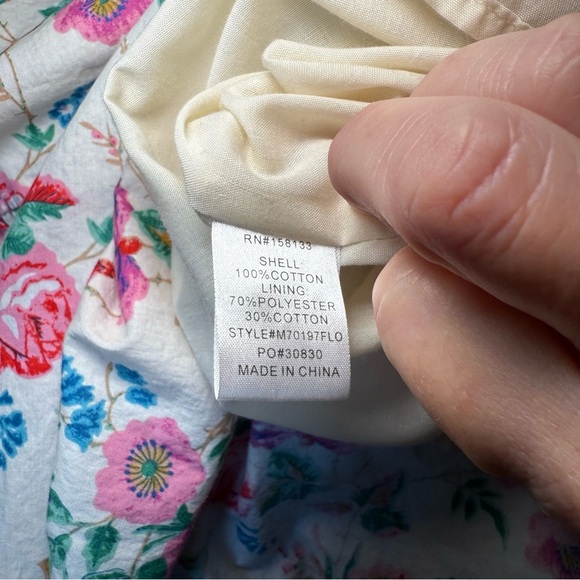 RN#158133
SHELL
100%COTTON
LINING
70%POLYESTER
30%COTTON
STYLE#M70197FLO
PO#30830
MADE IN CHINA